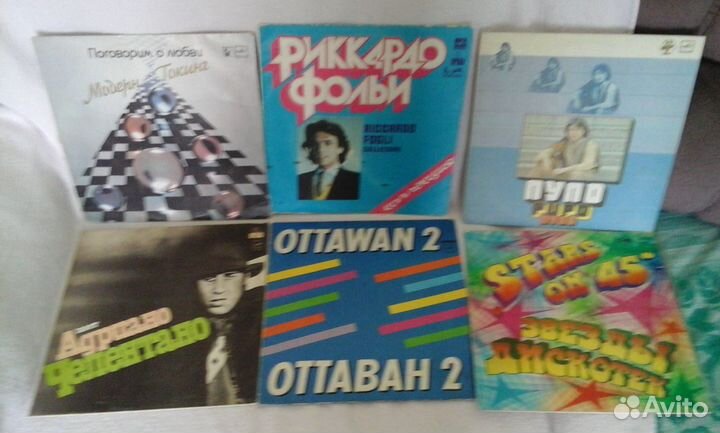 Поговорим о любви
Модерн Токинг
РИККАРДО
ФОЛЬИ
RICCARDO
FOGLI
ПУПО
Адриано
Челентано
OTTAWAN 2
ОТТАВАН 2
STARS
ON 45
ЗВЕЗДЫ
ДИСКОТЕК
Avito